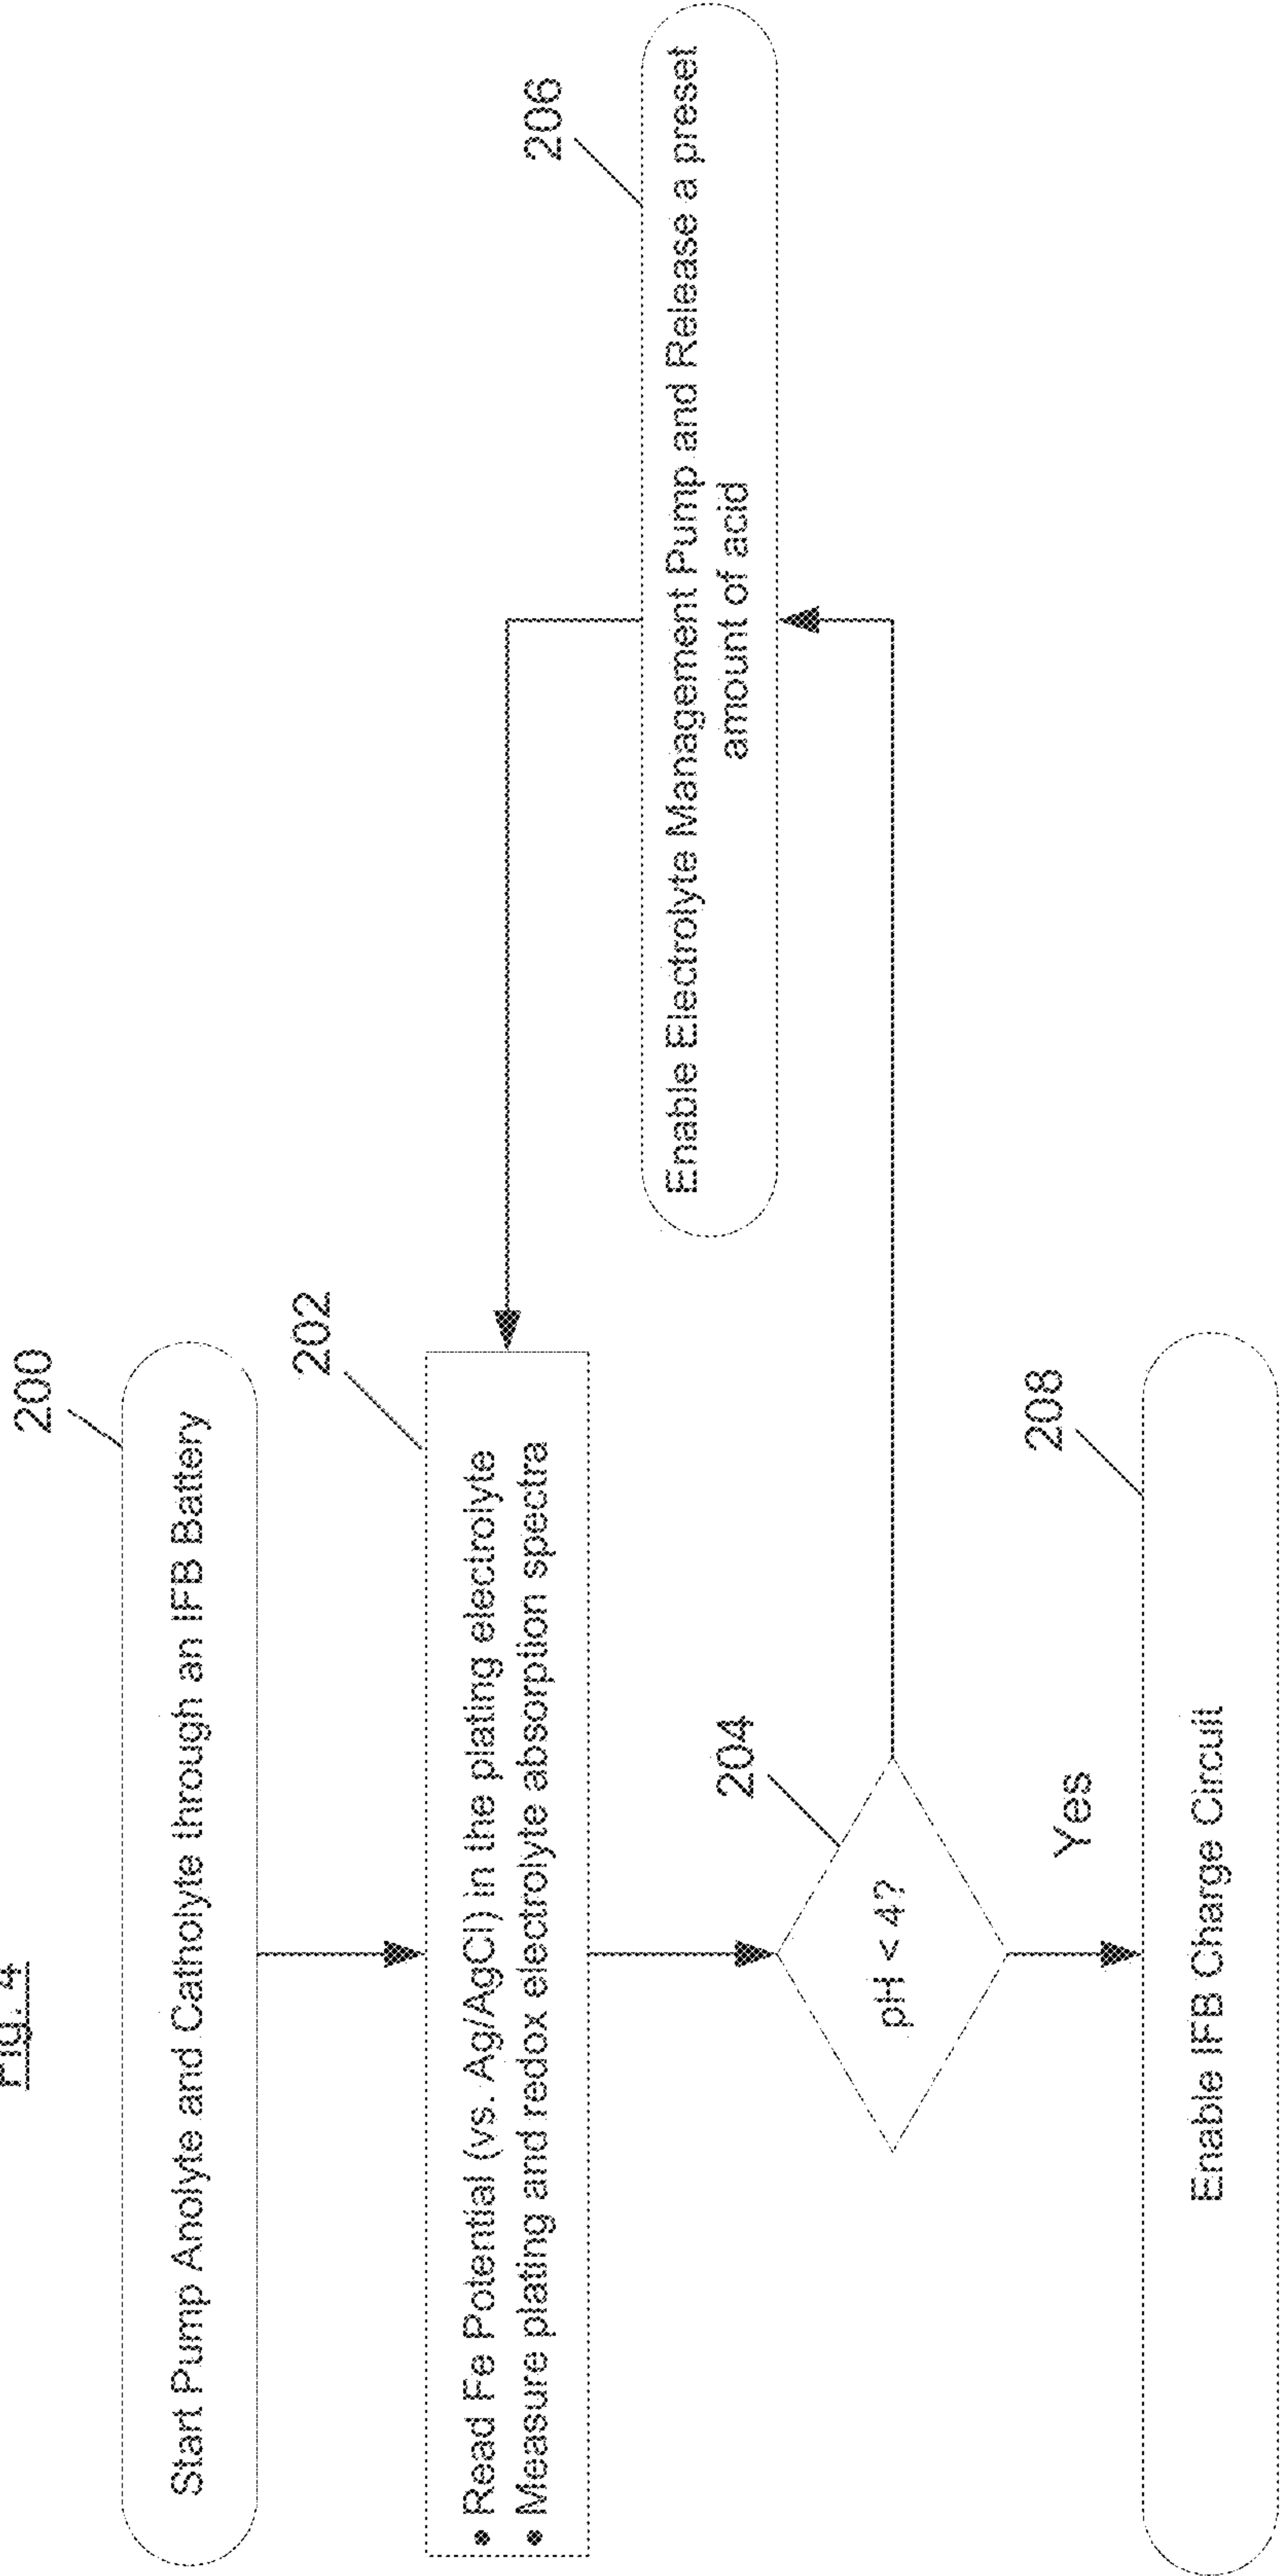 Fig. 4
200
Start Pump Anolyte and Catholyte through an IFB Battery
202
• Read Fe Potential (vs. Ag/AgCl) in the plating electrolyte
• Measure plating and redox electrolyte absorption spectra
204
pH < 4?
Yes
206
Enable Electrolyte Management Pump and Release a preset
amount of acid
208
Enable IFB Charge Circuit